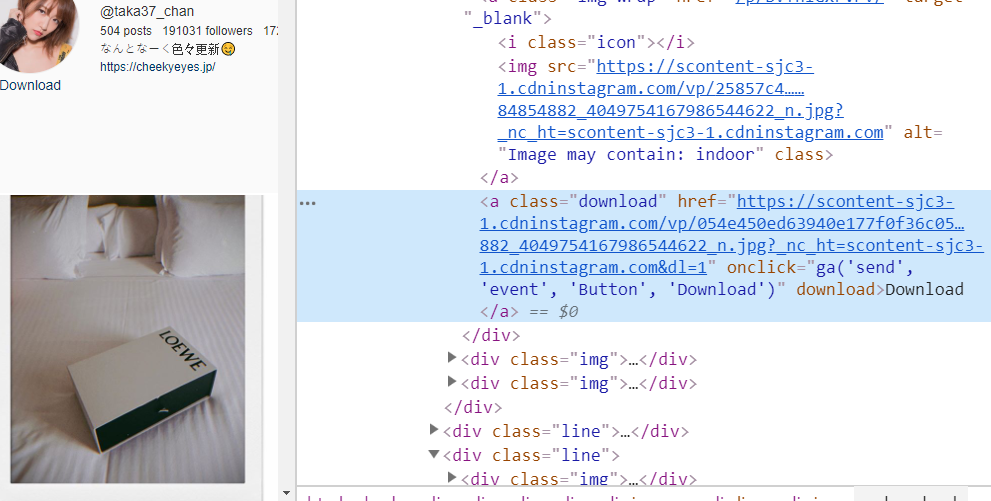 @taka37_chan
504 posts 191031 followers 172
なんとなーく色々更新🤤
https://cheekyeyes.jp/
Download
LOEWE
"_blank">
<i class="icon"></i>
<img src="https://scontent-sjc3-
1.cdninstagram.com/vp/25857c4……
84854882_4049754167986544622_n.jpg?
_nc_ht=scontent-sjc3-1.cdninstagram.com" alt=
"Image may contain: indoor" class>
</a>
<a class="download" href="https://scontent-sjc3-
1.cdninstagram.com/vp/054e450ed63940e177f0f36c05…
882_4049754167986544622_n.jpg?_nc_ht=scontent-sjc3-
1.cdninstagram.com&dl=1" onclick="ga('send',
'event', 'Button', 'Download')" download>Download
</a> == $0
</div>
<div class="img">…</div>
<div class="img">…</div>
</div>
<div class="line">…</div>
<div class="line">
<div class="img">…</div>